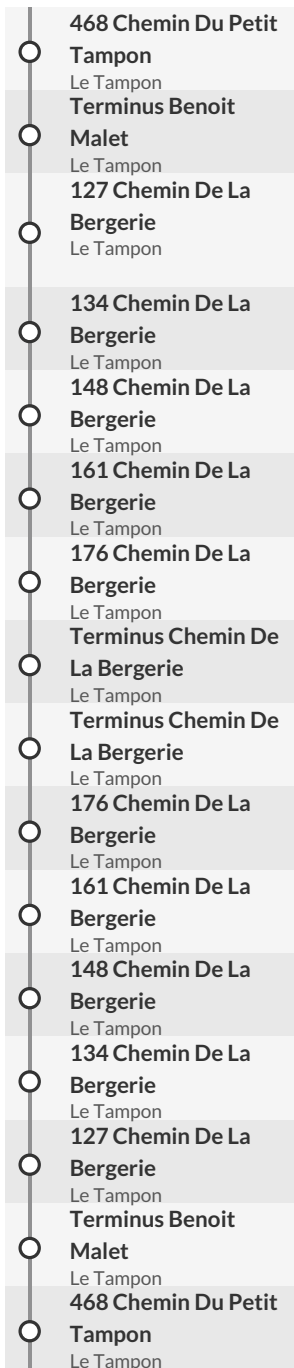 468 Chemin Du Petit
Tampon
Le Tampon
Terminus Benoit
Malet
Le Tampon
127 Chemin De La
Bergerie
Le Tampon
134 Chemin De La
Bergerie
Le Tampon
148 Chemin De La
Bergerie
Le Tampon
161 Chemin De La
Bergerie
Le Tampon
176 Chemin De La
Bergerie
Le Tampon
Terminus Chemin De
La Bergerie
Le Tampon
Terminus Chemin De
La Bergerie
Le Tampon
176 Chemin De La
Bergerie
Le Tampon
161 Chemin De La
Bergerie
Le Tampon
148 Chemin De La
Bergerie
Le Tampon
134 Chemin De La
Bergerie
Le Tampon
127 Chemin De La
Bergerie
Le Tampon
Terminus Benoit
Malet
Le Tampon
468 Chemin Du Petit
Tampon
Le Tampon